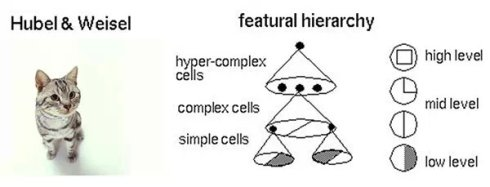 Hubel & Weisel
featural hierarchy
hyper-complex
cells
complex cells
simple cells
high level
mid level
low level